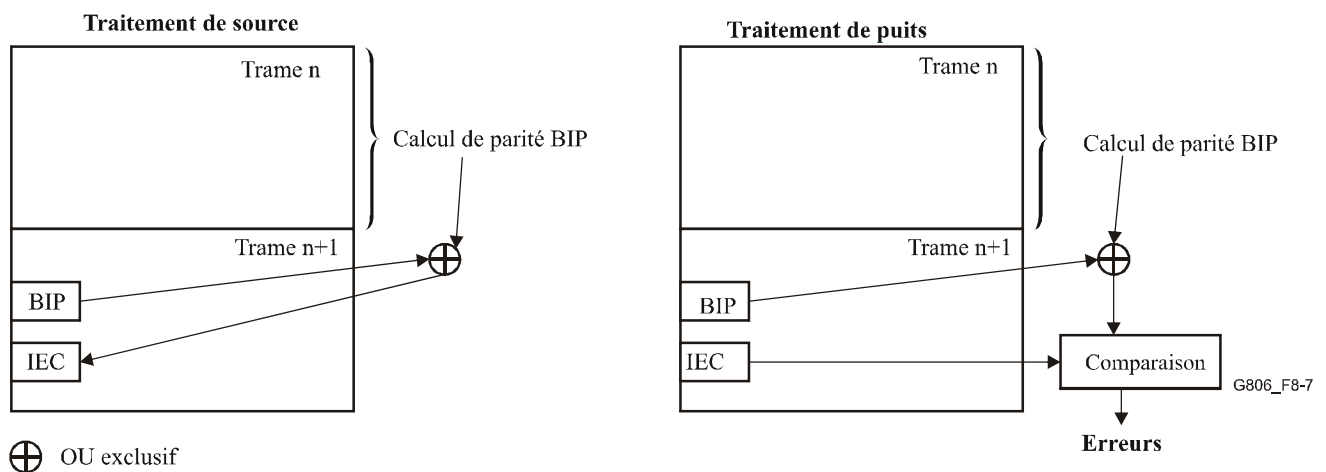 Traitement de source
Trame n
Calcul de parité BIP
Trame n+1
BIP
IEC
OU exclusif
Traitement de puits
Trame n
Calcul de parité BIP
Trame n+1
BIP
IEC
Comparaison
Erreurs
G806_F8-7